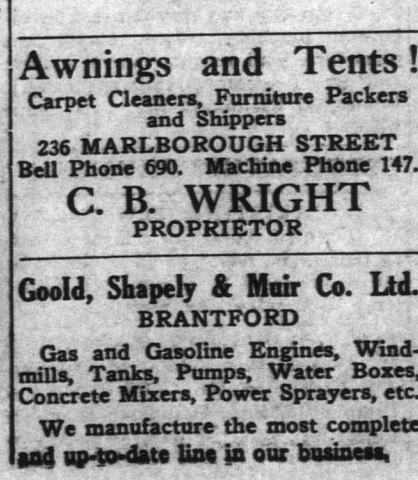 Awnings and Tents!
Carpet Cleaners, Furniture Packers
and Shippers
236 MARLBOROUGH STREET
Bell Phone 690. Machine Phone 147.
C. B. WRIGHT
PROPRIETOR
Goold, Shapely & Muir Co. Ltd.
BRANTFORD
Gas and Gasoline Engines, Wind-
mills, Tanks, Pumps, Water Boxes,
Concrete Mixers, Power Sprayers, etc.
We manufacture the most complete
and up-to-date line in our business.